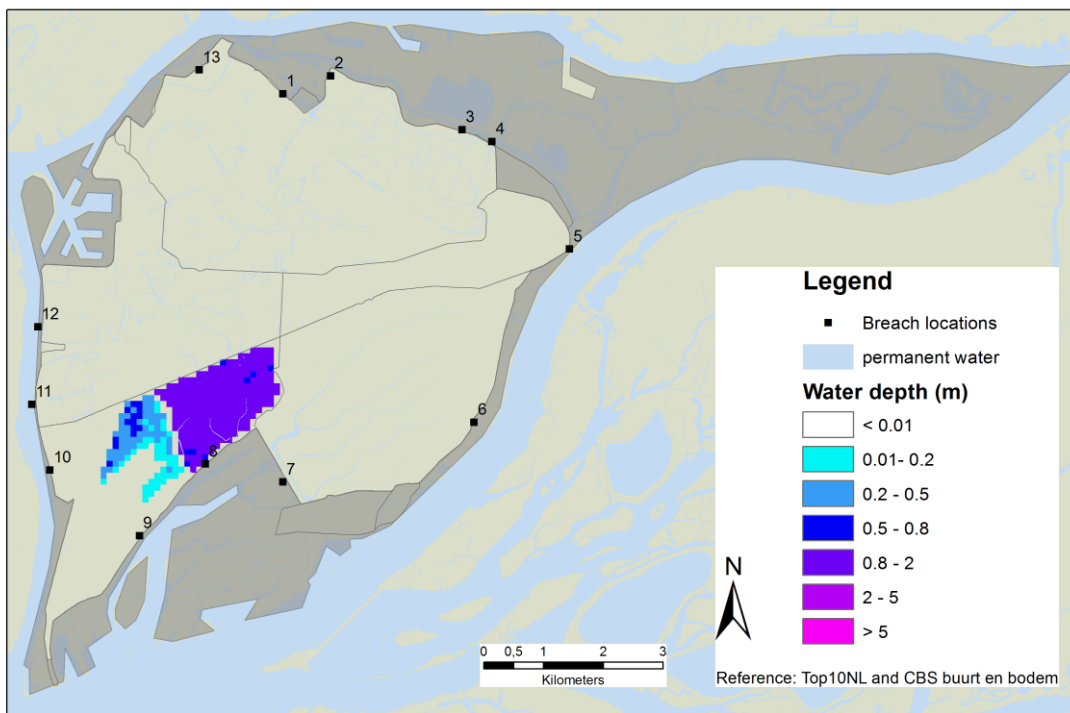 13
1
2
3
4
5
12
11
10
9
8
7
6
Legend
Breach locations
permanent water
Water depth (m)
< 0.01
0.01- 0.2
0.2 - 0.5
0.5 - 0.8
0.8 - 2
2 - 5
> 5
N
0 0,5 1 2 3
Kilometers
Reference: Top10NL and CBS buurt en bodem